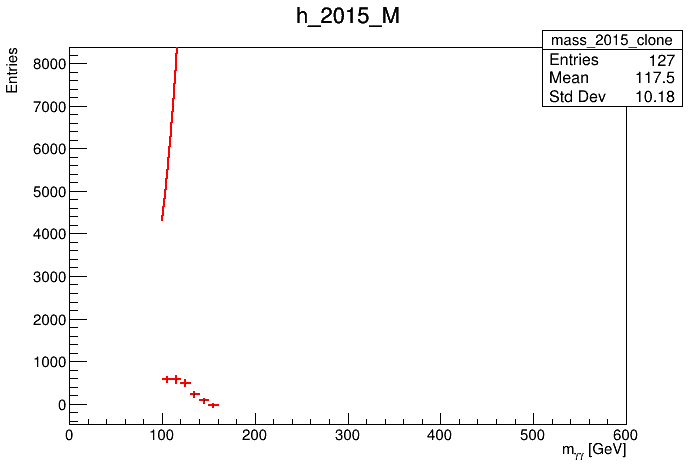 h_2015_M
mass_2015_clone
Entries 127
Mean 117.5
Std Dev 10.18
Entries
8000
7000
6000
5000
4000
3000
2000
1000
0
0 100 200 300 400 500 600
m_γγ [GeV]